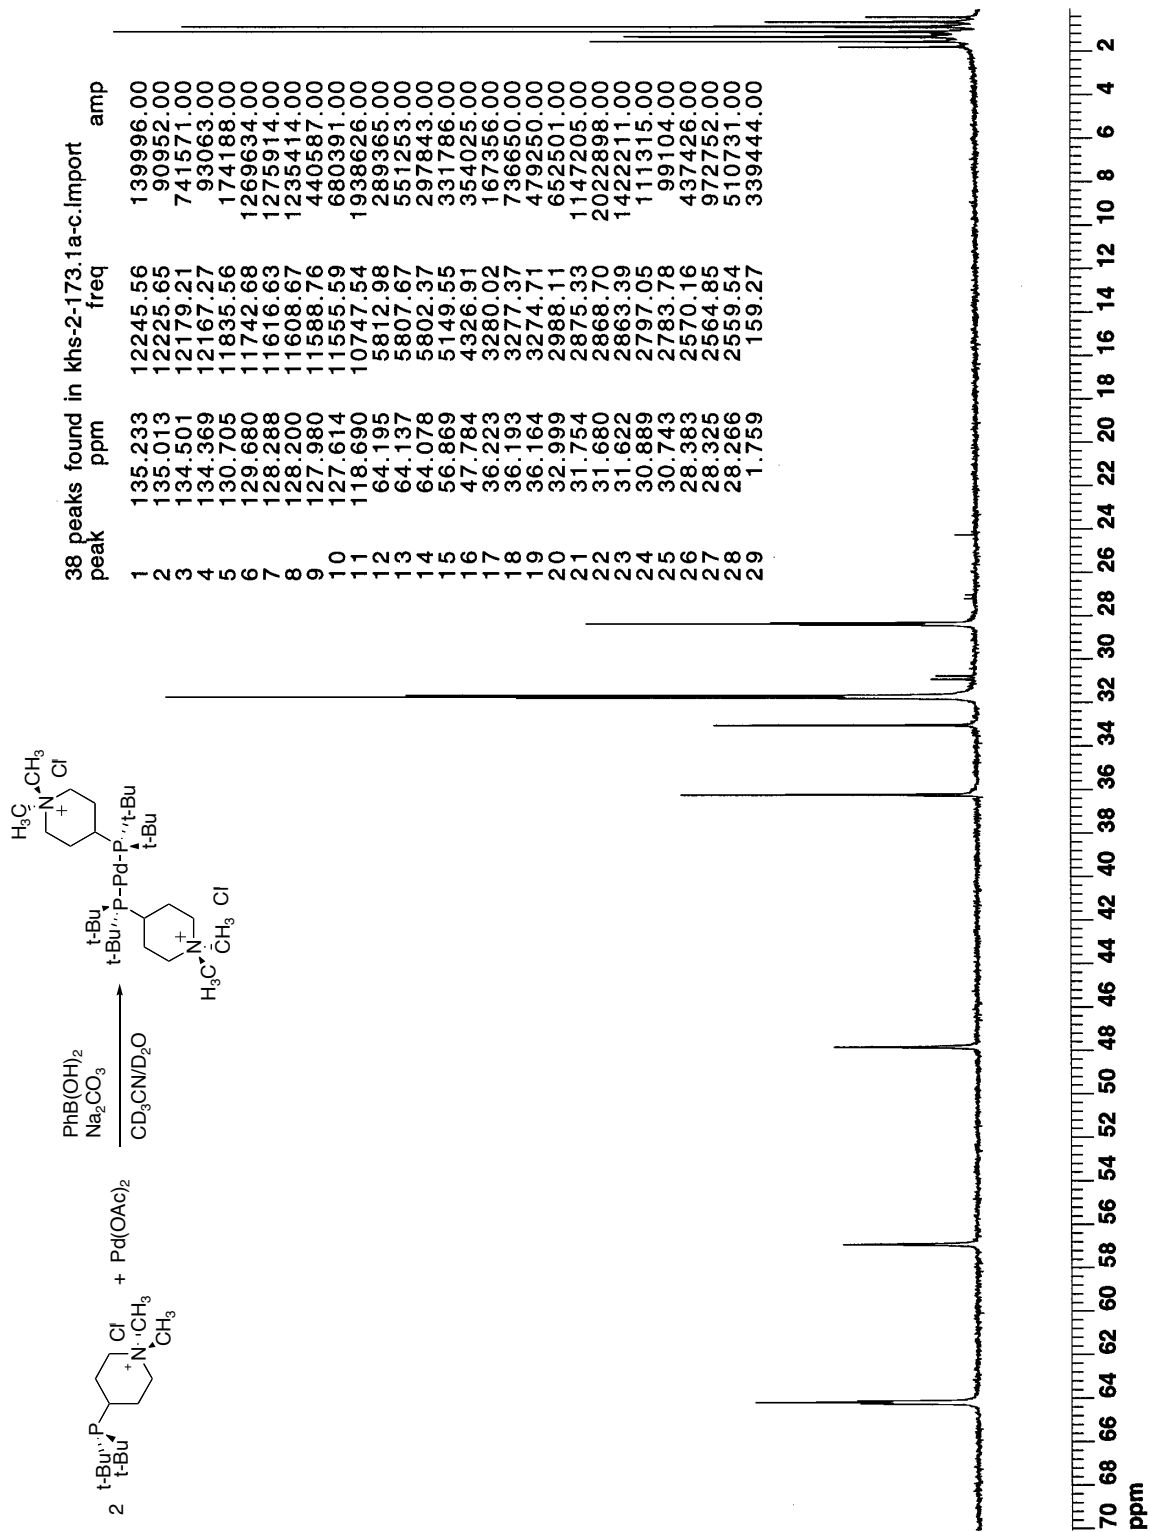 38 peaks found in khs-2-173.1a-c.Import
peak ppm freq amp
1 135.233 12245.56 139996.00
2 135.013 12225.65 90952.00
3 134.501 12179.21 741571.00
4 134.369 12167.27 93063.00
5 130.705 11835.56 174188.00
6 129.680 11742.68 1269634.00
7 128.288 11616.63 1275914.00
8 128.200 11608.67 1235414.00
9 127.980 11588.76 440587.00
10 127.614 11555.59 680391.00
11 118.690 10747.54 1938626.00
12 64.195 5812.98 289365.00
13 64.137 5807.67 551253.00
14 64.078 5802.37 297843.00
15 56.869 5149.55 331786.00
16 47.784 4326.91 354025.00
17 36.223 3280.02 167356.00
18 36.193 3277.37 736650.00
19 36.164 3274.71 479250.00
20 32.999 2988.11 652501.00
21 31.754 2875.33 1147205.00
22 31.680 2868.70 2022898.00
23 31.622 2863.39 1422211.00
24 30.889 2797.05 111315.00
25 30.743 2783.78 99104.00
26 28.383 2570.16 437426.00
27 28.325 2564.85 972752.00
28 28.266 2559.54 510731.00
29 1.759 159.27 339444.00
2
t-Bu
t-Bu
P
N
+
Cl
CH3
CH3
+ Pd(OAc)2
PhB(OH)2
Na2CO3
CD3CN/D2O
t-Bu
t-Bu
P-Pd-P
t-Bu
t-Bu
N
+
H3C
CH3
Cl
N
+
H3C
CH3
Cl
70 68 66 64 62 60 58 56 54 52 50 48 46 44 42 40 38 36 34 32 30 28 26 24 22 20 18 16 14 12 10 8 6 4 2
ppm